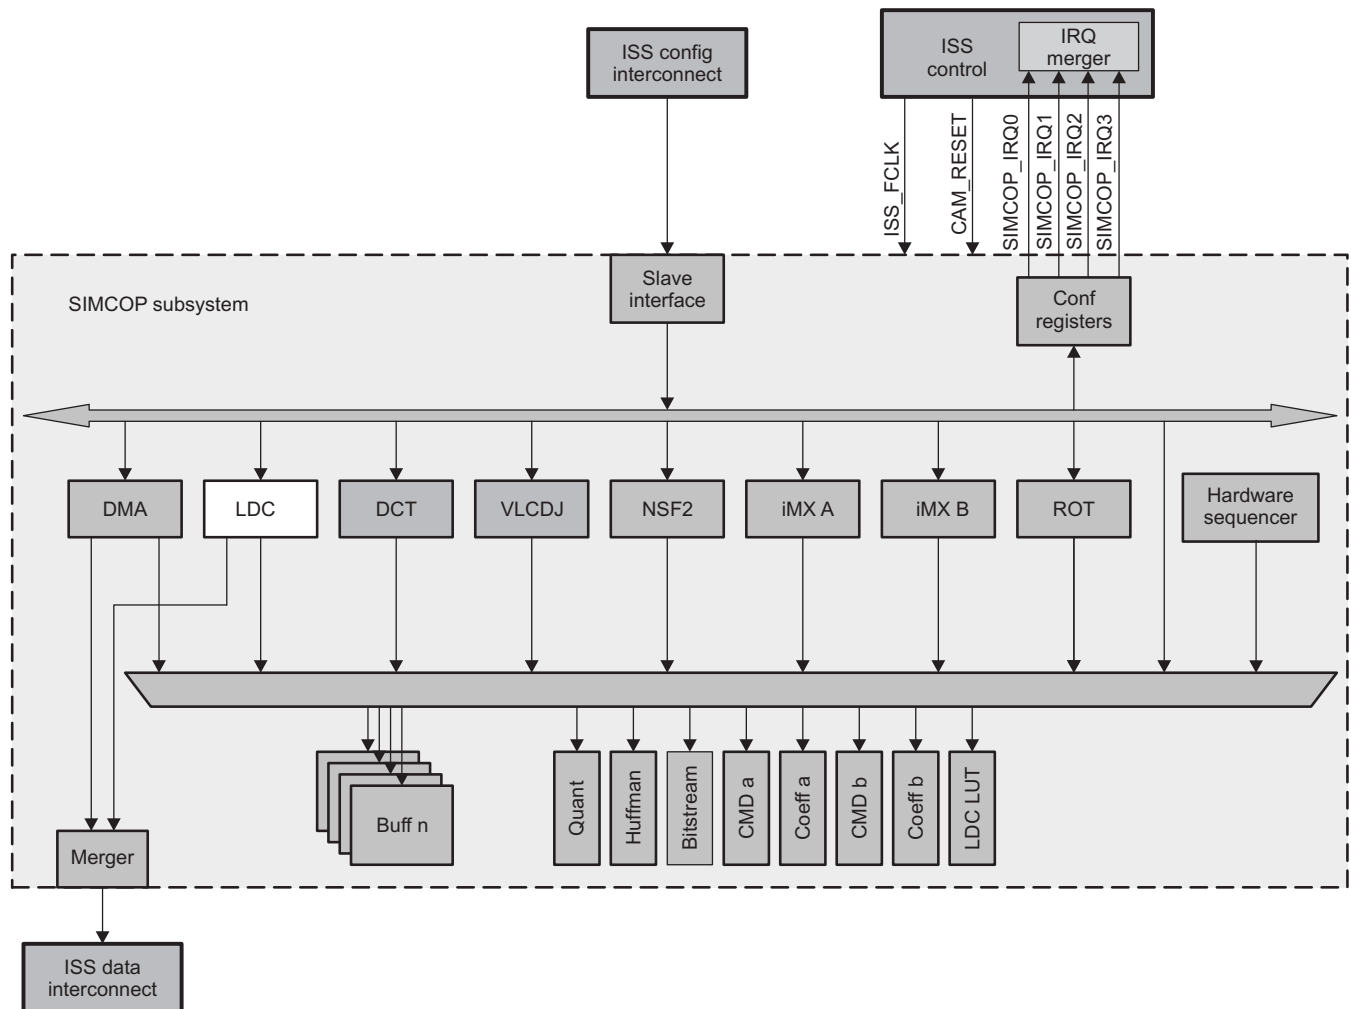 ISS config
interconnect
ISS
control
IRQ
merger
ISS_FCLK
CAM_RESET
SIMCOP_IRQ0
SIMCOP_IRQ1
SIMCOP_IRQ2
SIMCOP_IRQ3
SIMCOP subsystem
Slave
interface
Conf
registers
DMA
LDC
DCT
VLCDJ
NSF2
iMX A
iMX B
ROT
Hardware
sequencer
Buff n
Quant
Huffman
Bitstream
CMD a
Coeff a
CMD b
Coeff b
LDC LUT
Merger
ISS data
interconnect